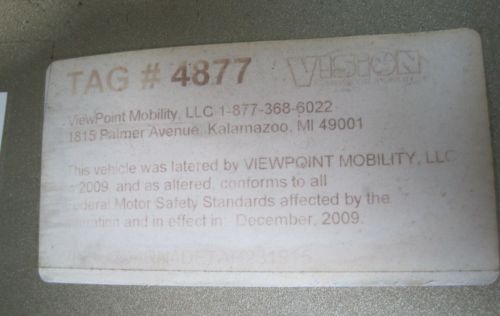 TAG # 4877
VISION
ViewPoint Mobility, LLC 1-877-368-6022
1815 Palmer Avenue, Kalamazoo, MI 49001
This vehicle was latered by VIEWPOINT MOBILITY, LLC
2009, and as altered, conforms to all
Federal Motor Safety Standards affected by the
and in effect in: December, 2009.